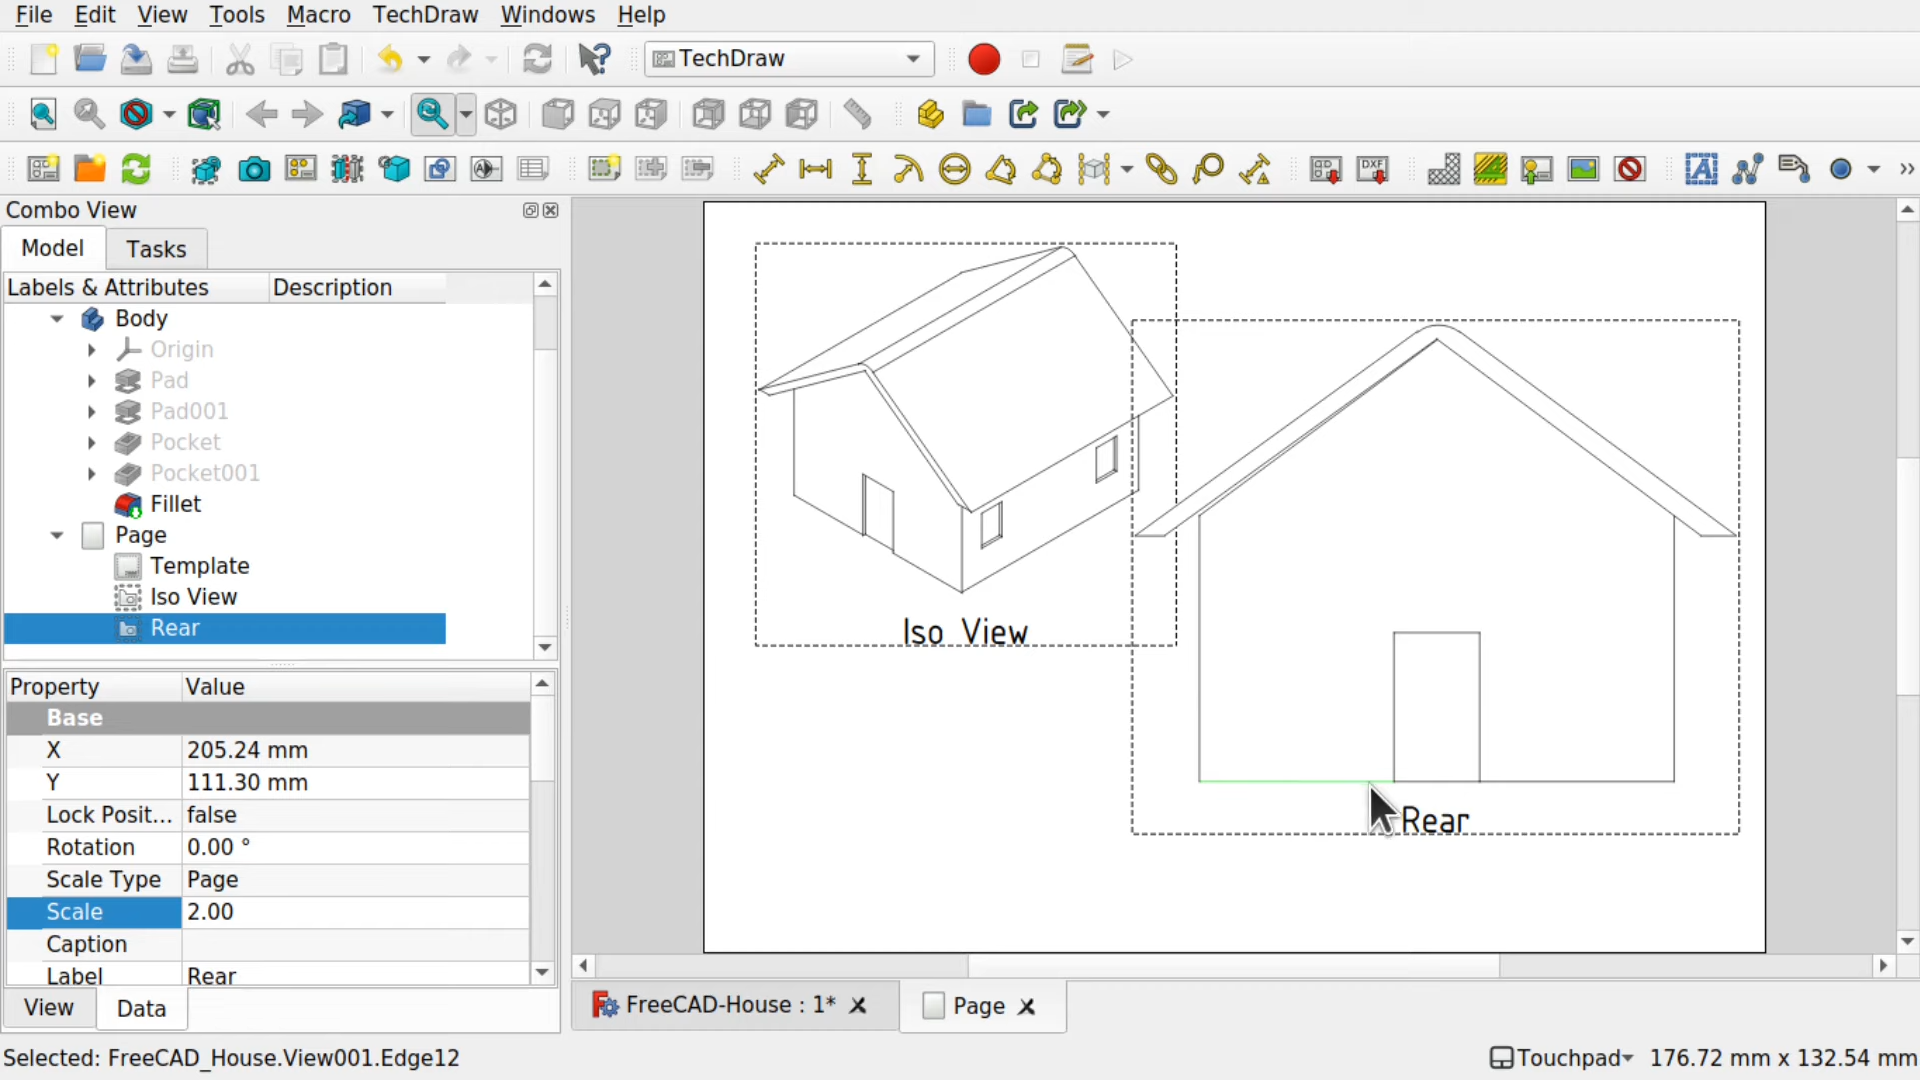 File Edit View Tools Macro TechDraw Windows Help
TechDraw
DXF
Combo View
Model Tasks
Labels & Attributes Description
Body
Origin
Pad
Pad001
Pocket
Pocket001
Fillet
Page
Template
Iso View
Rear
Property Value
Base
X 205.24 mm
Y 111.30 mm
Lock Posit... false
Rotation 0.00 °
Scale Type Page
Scale 2.00
Caption
Label Rear
View Data
Iso View
Rear
FreeCAD-House : 1*
Page
Selected: FreeCAD_House.View001.Edge12
Touchpad 176.72 mm x 132.54 mm